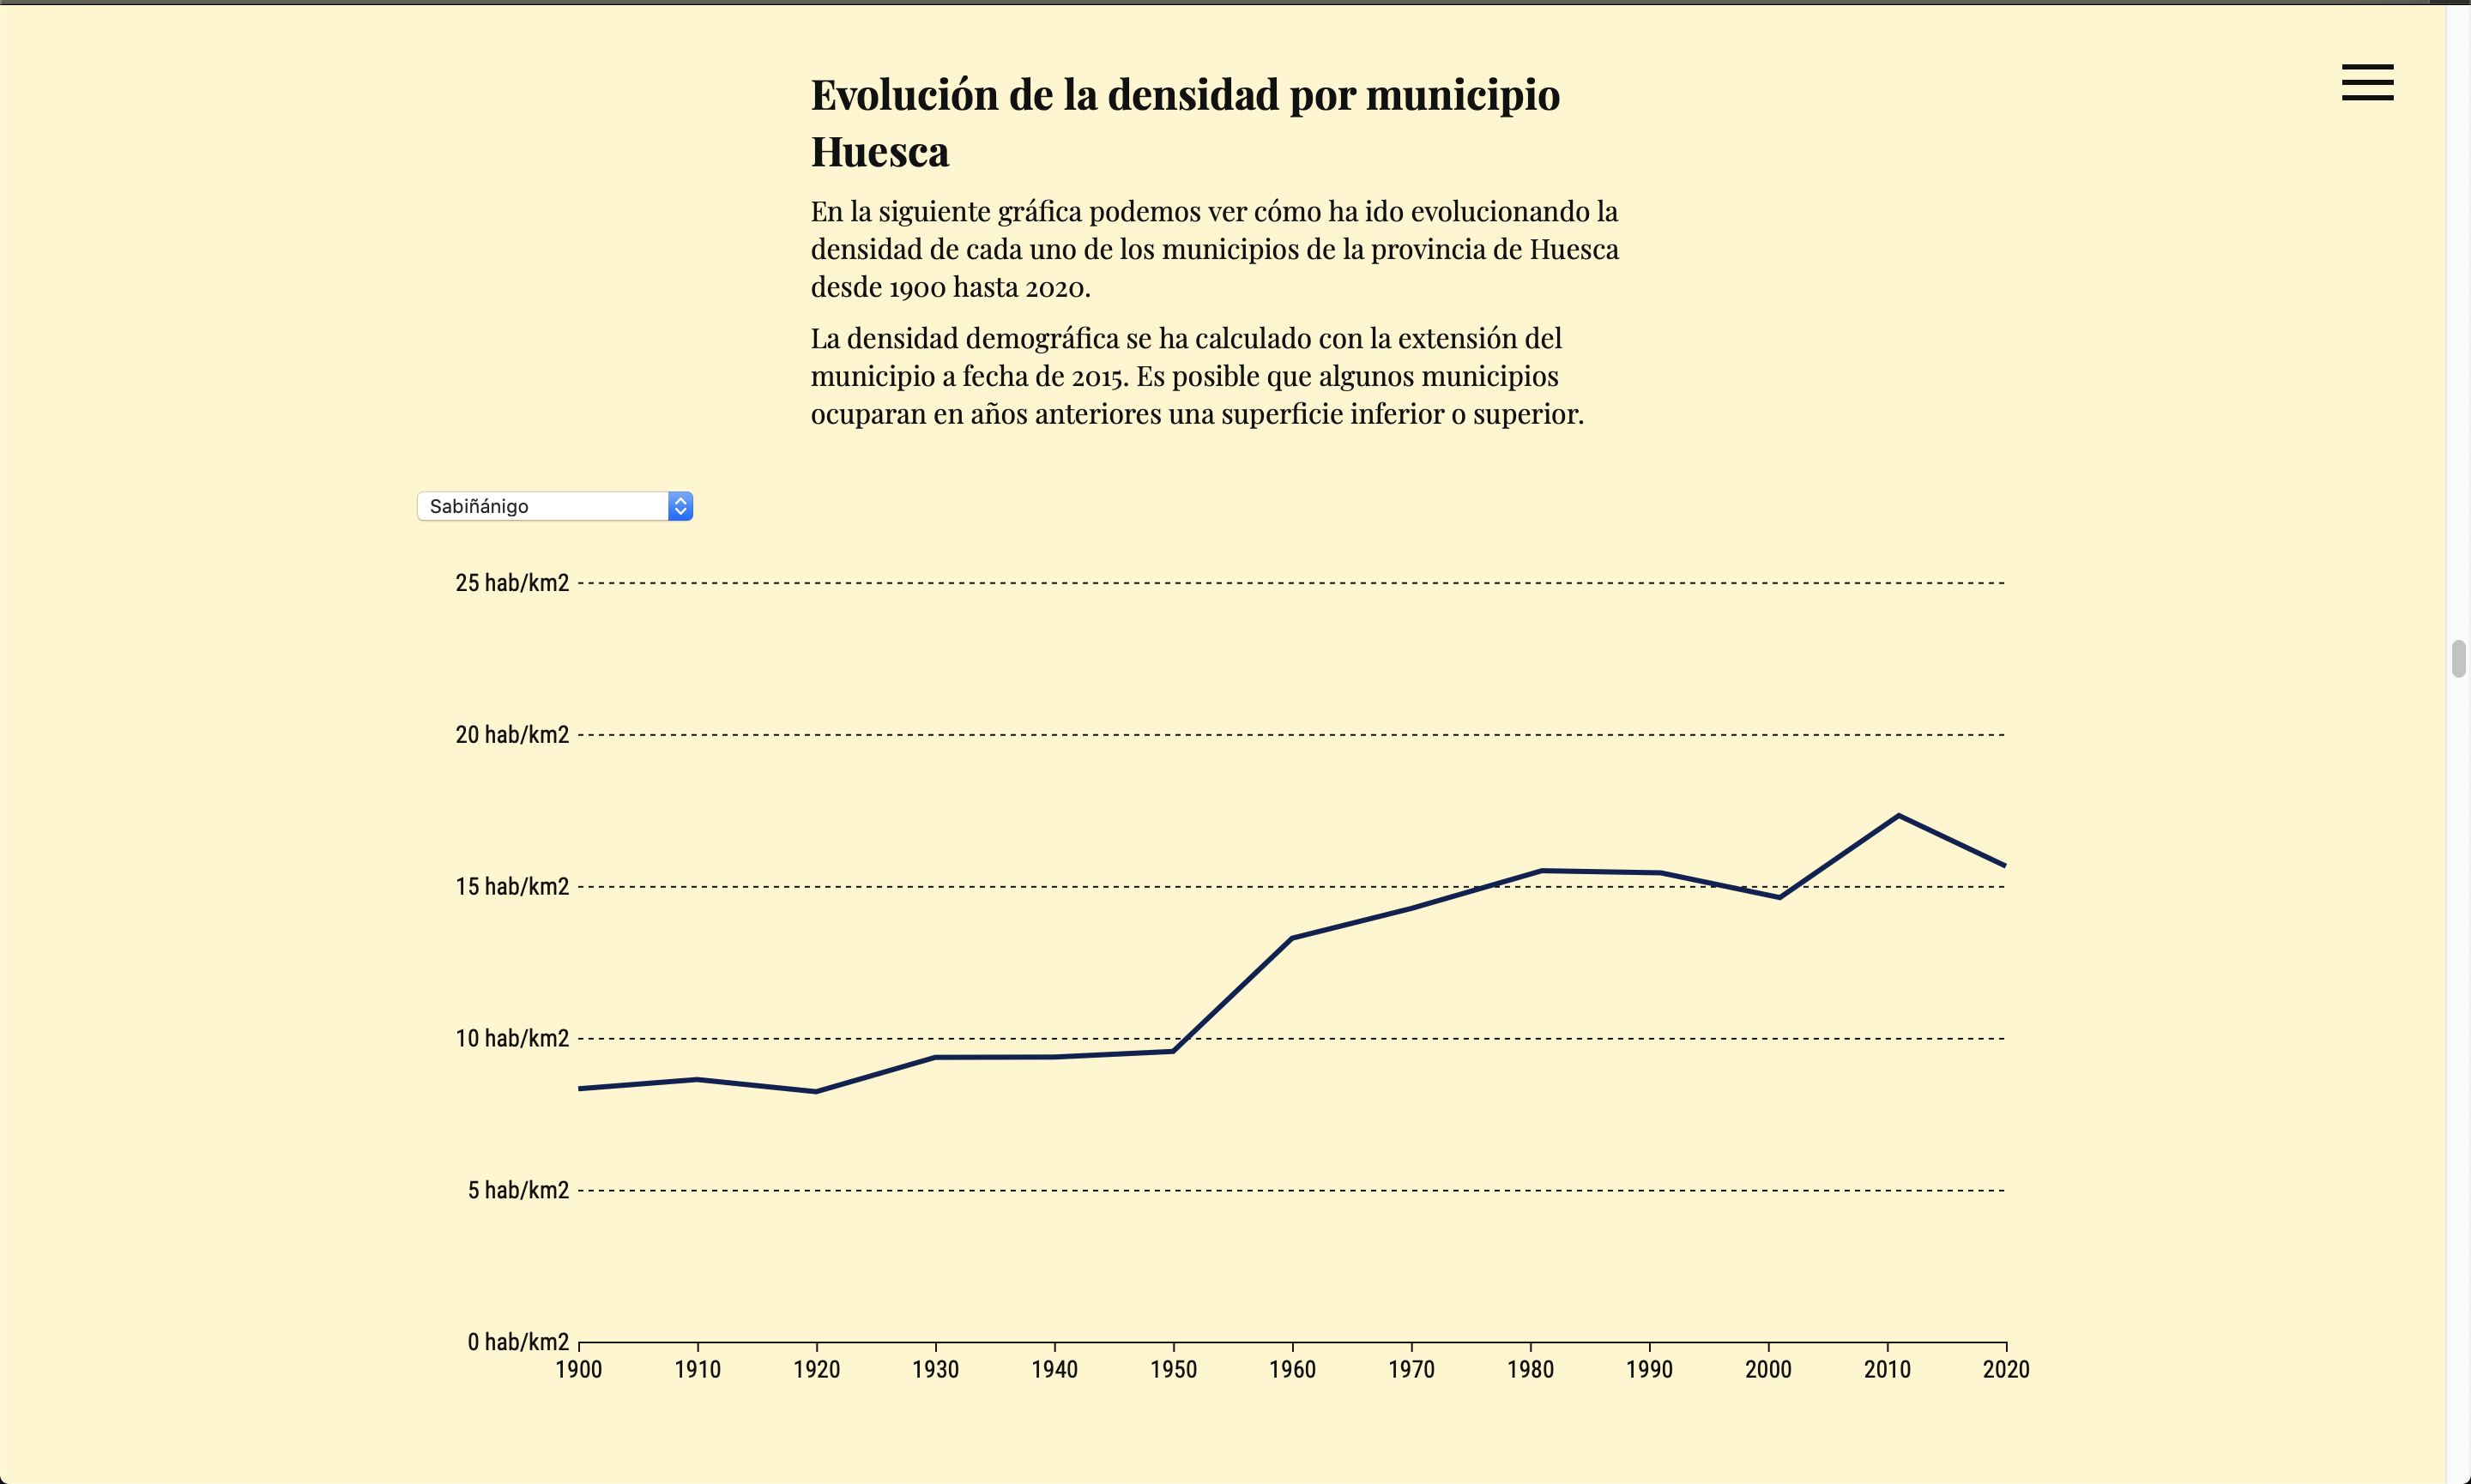 Evolución de la densidad por municipio
Huesca
En la siguiente gráfica podemos ver cómo ha ido evolucionando la
densidad de cada uno de los municipios de la provincia de Huesca
desde 1900 hasta 2020.
La densidad demográfica se ha calculado con la extensión del
municipio a fecha de 2015. Es posible que algunos municipios
ocuparan en años anteriores una superficie inferior o superior.
Sabiñánigo
25 hab/km2
20 hab/km2
15 hab/km2
10 hab/km2
5 hab/km2
0 hab/km2
1900 1910 1920 1930 1940 1950 1960 1970 1980 1990 2000 2010 2020